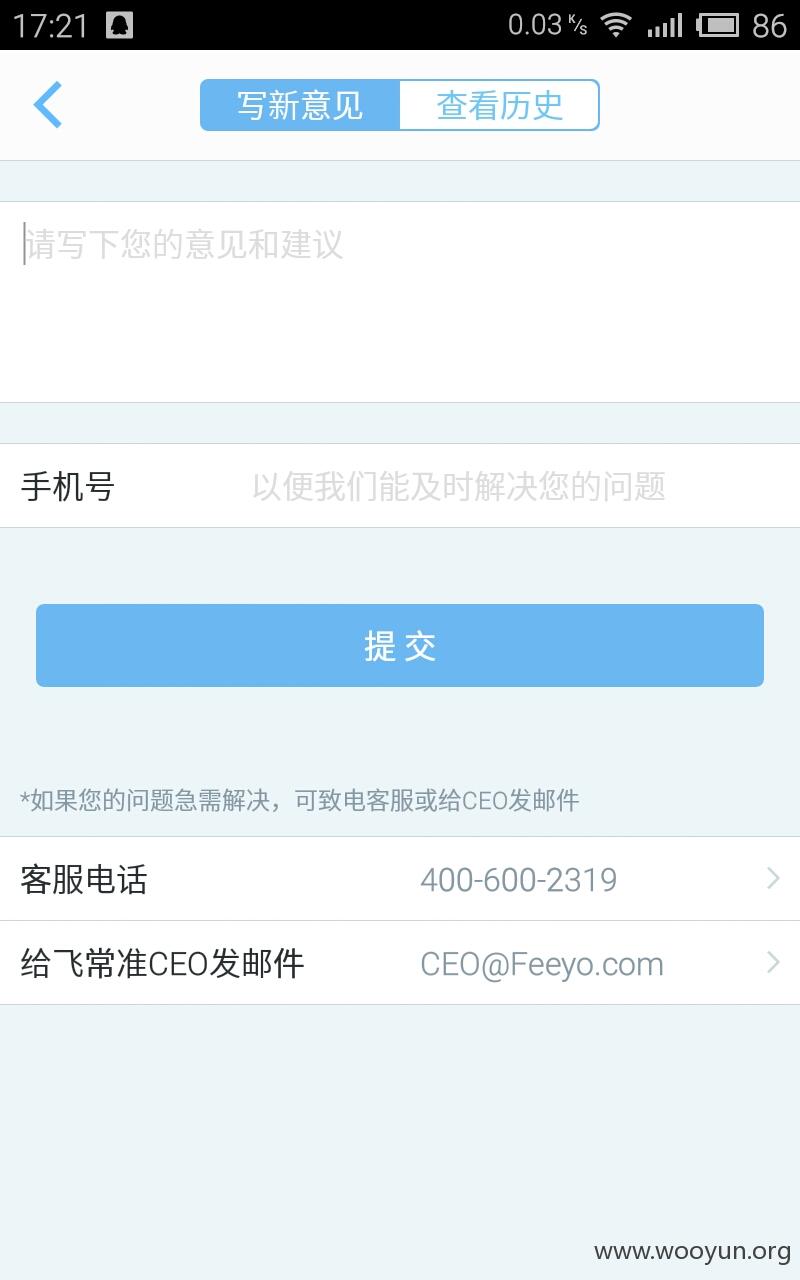 17:21 0.03 K/s 86
写新意见 查看历史
请写下您的意见和建议
手机号 以便我们能及时解决您的问题
提交
*如果您的问题急需解决，可致电客服或给CEO发邮件
客服电话 400-600-2319
给飞常准CEO发邮件 CEO@Feeyo.com
www.wooyun.org